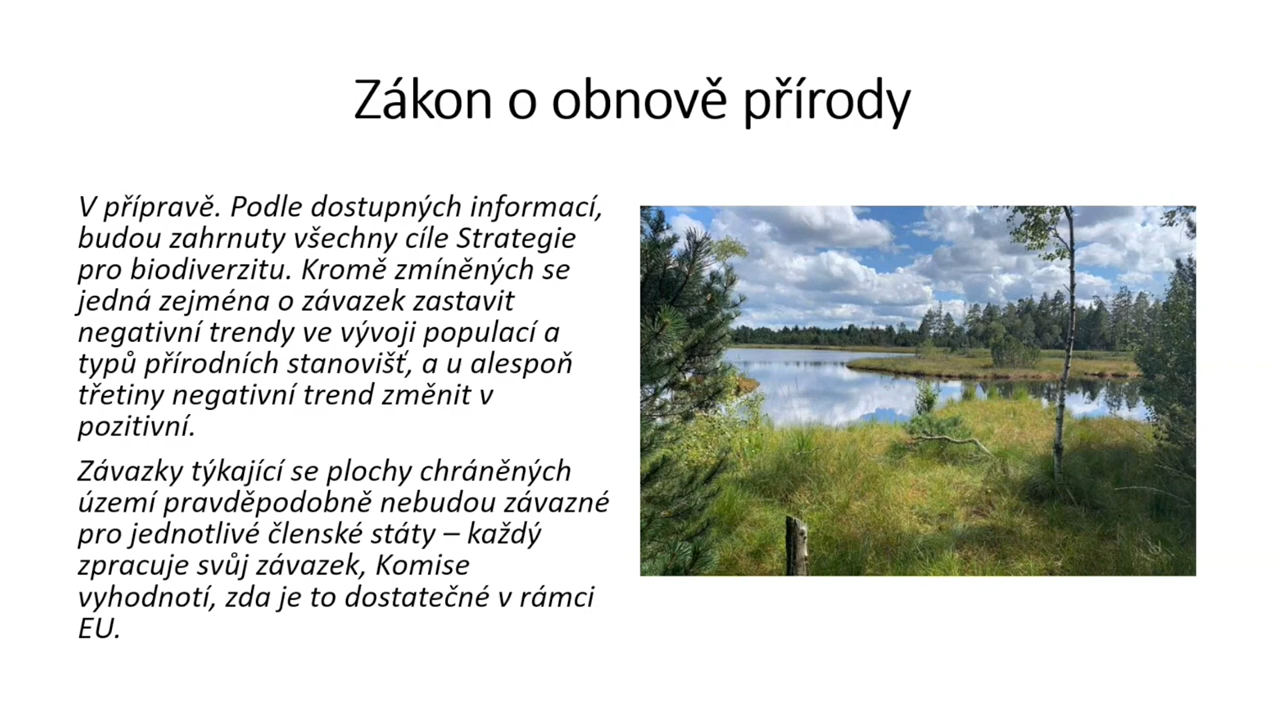 Zákon o obnově přírody
V přípravě. Podle dostupných informací,
budou zahrnuty všechny cíle Strategie
pro biodiverzitu. Kromě zmíněných se
jedná zejména o závazek zastavit
negativní trendy ve vývoji populací a
typů přírodních stanovišť, a u alespoň
třetiny negativní trend změnit v
pozitivní.
Závazky týkající se plochy chráněných
území pravděpodobně nebudou závazné
pro jednotlivé členské státy – každý
zpracuje svůj závazek, Komise
vyhodnotí, zda je to dostatečné v rámci
EU.